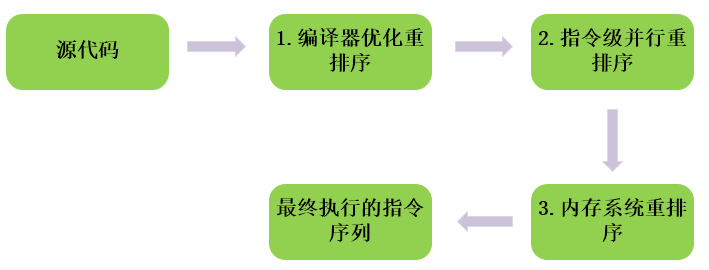 源代码
1.编译器优化重
排序
2.指令级并行重
排序
3.内存系统重排
序
最终执行的指令
序列